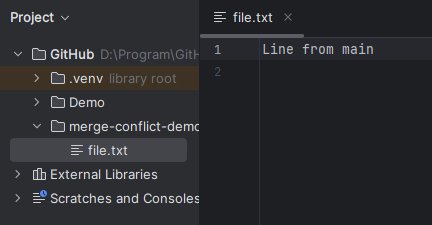 Project
GitHub D:\Program\GitH
.venv library root
Demo
merge-conflict-demo
file.txt
External Libraries
Scratches and Consoles
file.txt
1 Line from main
2